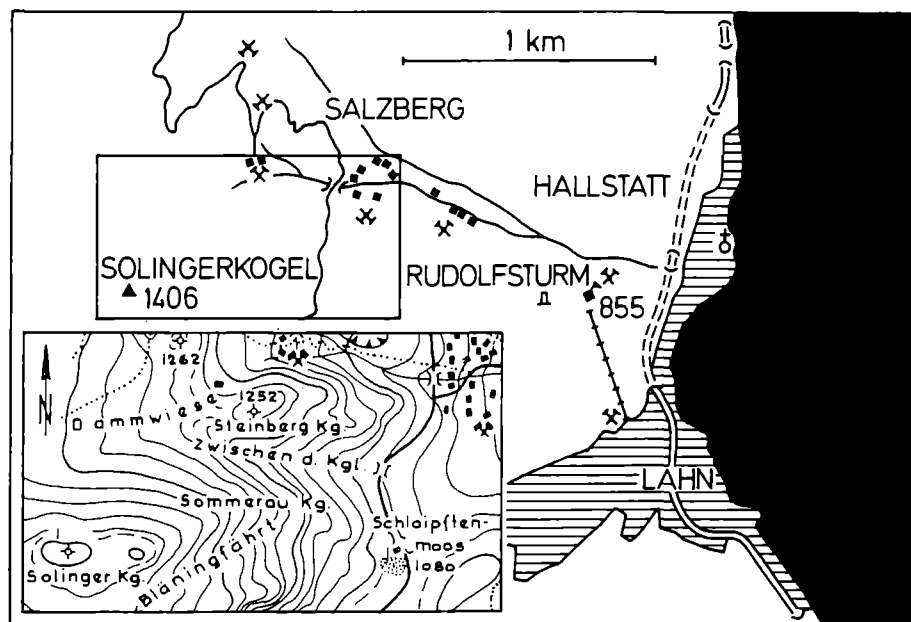 1 km
SALZBERG
HALLSTATT
SOLINGERKOGEL
1406
RUDOLFSTURM
855
LAHN
N
1262
1252
Dammwiese
Steinberg Kg.
Zwischen d. Kgl.
Sommerau Kg.
Schlaipften-
moos
1080
Solinger Kg.
Bläningfahrt